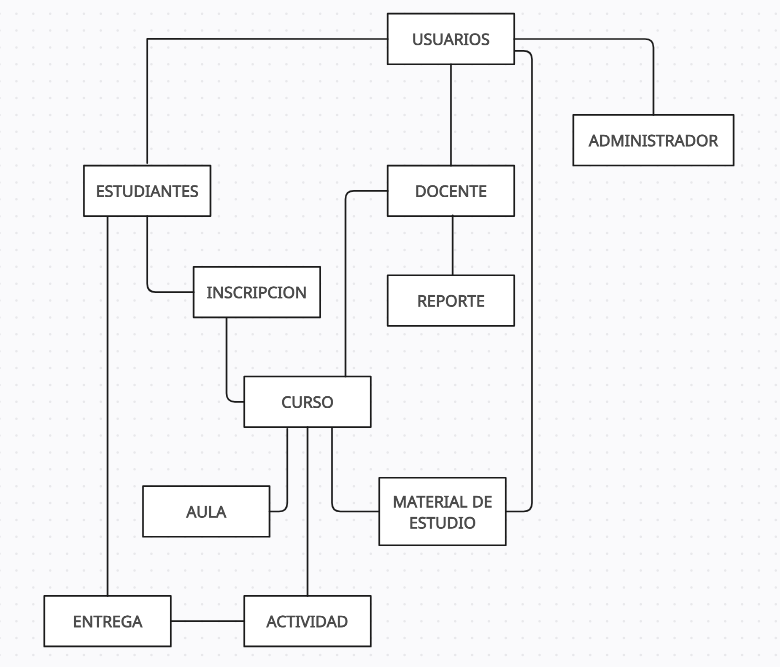 USUARIOS
ADMINISTRADOR
ESTUDIANTES
DOCENTE
INSCRIPCION
REPORTE
CURSO
AULA
MATERIAL DE
ESTUDIO
ENTREGA
ACTIVIDAD